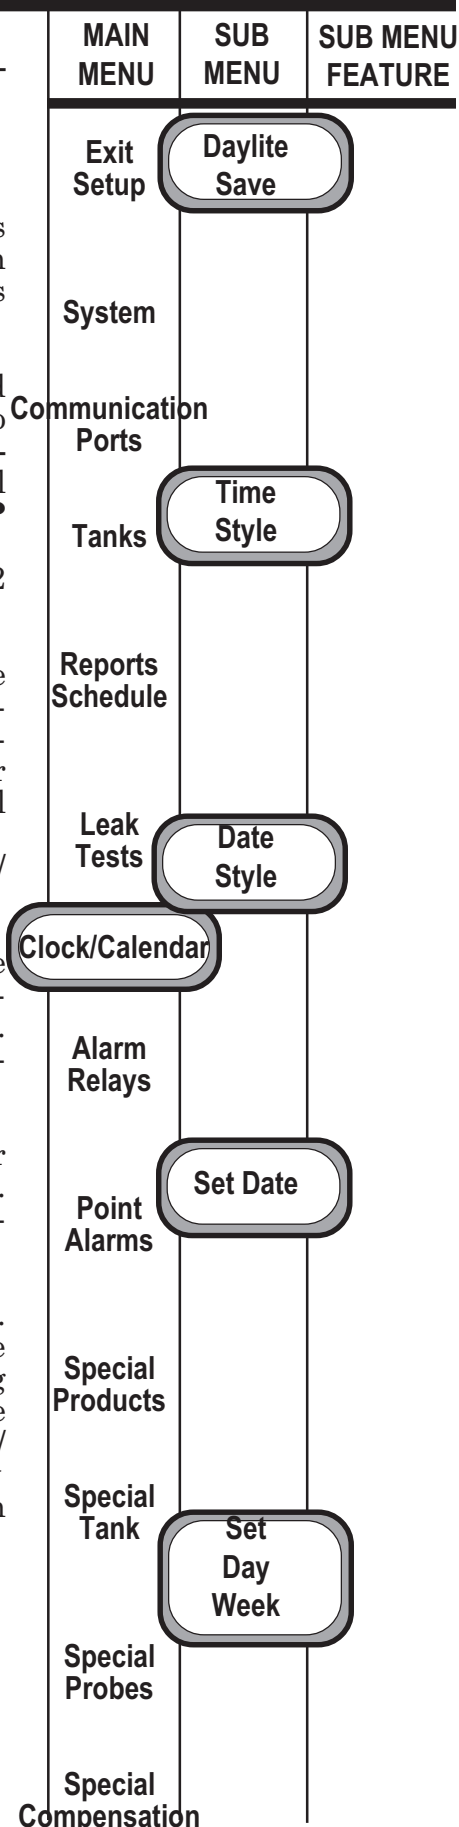 MAIN
MENU
SUB
MENU
SUB MENU
FEATURE
Exit
Setup
Daylite
Save
System
Communication
Ports
Time
Style
Tanks
Reports
Schedule
Leak
Tests
Date
Style
Clock/Calendar
Alarm
Relays
Set Date
Point
Alarms
Special
Products
Special
Tank
Set
Day
Week
Special
Probes
Special
Compensation